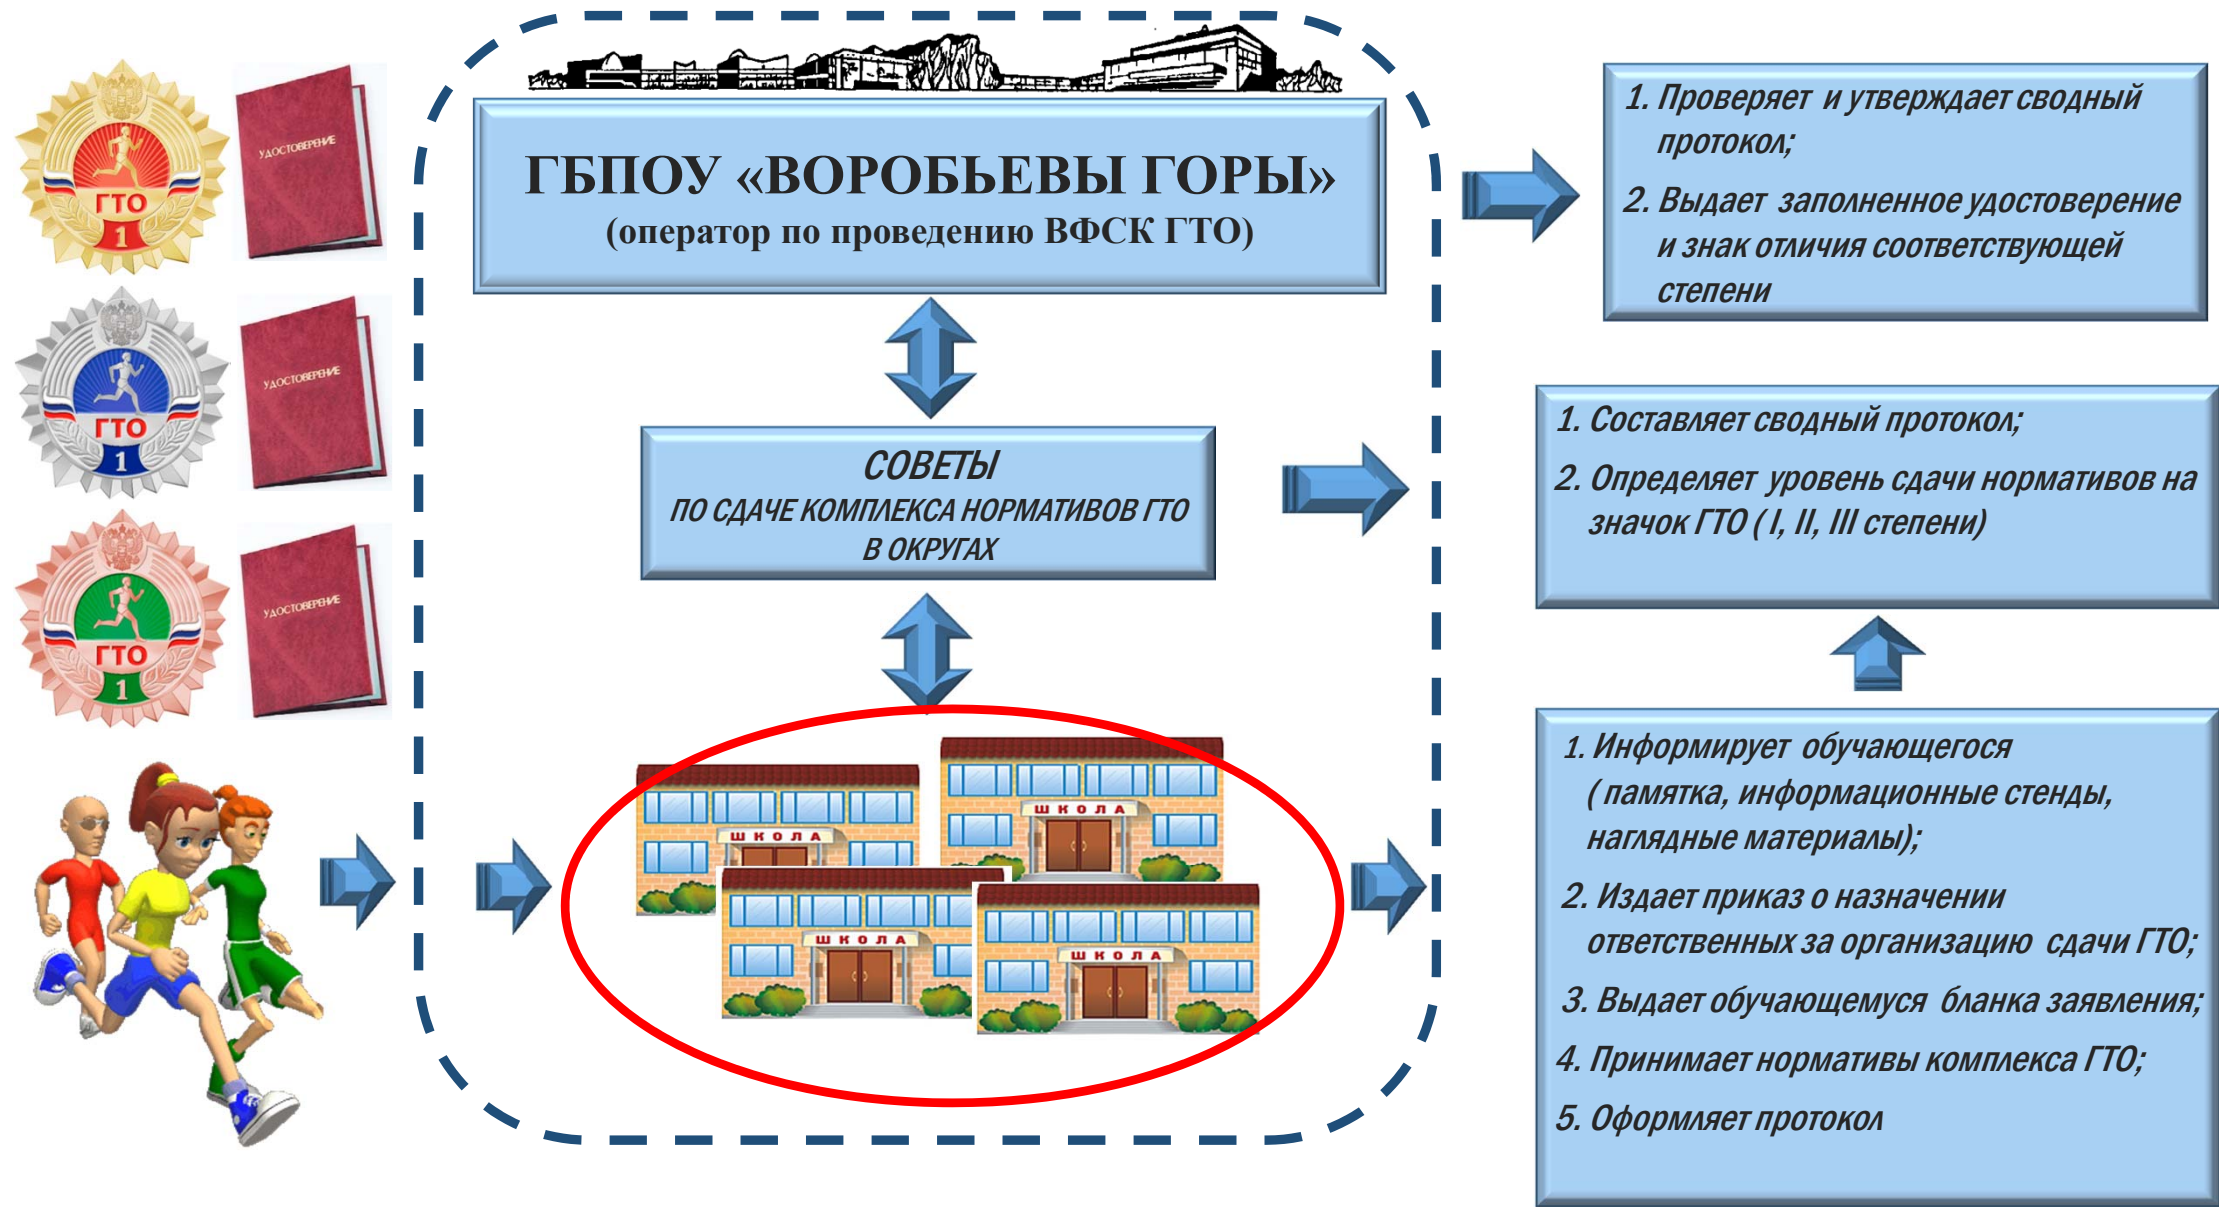 ГТО
1
УДОСТОВЕРЕНИЕ
ГТО
1
УДОСТОВЕРЕНИЕ
ГТО
1
УДОСТОВЕРЕНИЕ
ГБПОУ «ВОРОБЬЕВЫ ГОРЫ»
(оператор по проведению ВФСК ГТО)
СОВЕТЫ
ПО СДАЧЕ КОМПЛЕКСА НОРМАТИВОВ ГТО
В ОКРУГАХ
ШКОЛА
ШКОЛА
ШКОЛА
ШКОЛА
1. Проверяет и утверждает сводный
протокол;
2. Выдает заполненное удостоверение
и знак отличия соответствующей
степени
1. Составляет сводный протокол;
2. Определяет уровень сдачи нормативов на
значок ГТО ( I, II, III степени)
1. Информирует обучающегося
( памятка, информационные стенды,
наглядные материалы);
2. Издает приказ о назначении
ответственных за организацию сдачи ГТО;
3. Выдает обучающемуся бланка заявления;
4. Принимает нормативы комплекса ГТО;
5. Оформляет протокол